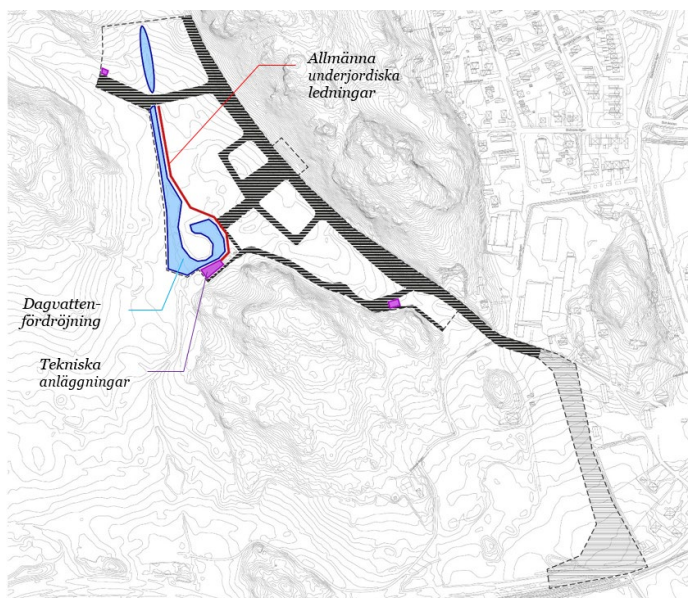 Allmänna
underjordiska
ledningar
Dagvatten-
fördröjning
Tekniska
anläggningar